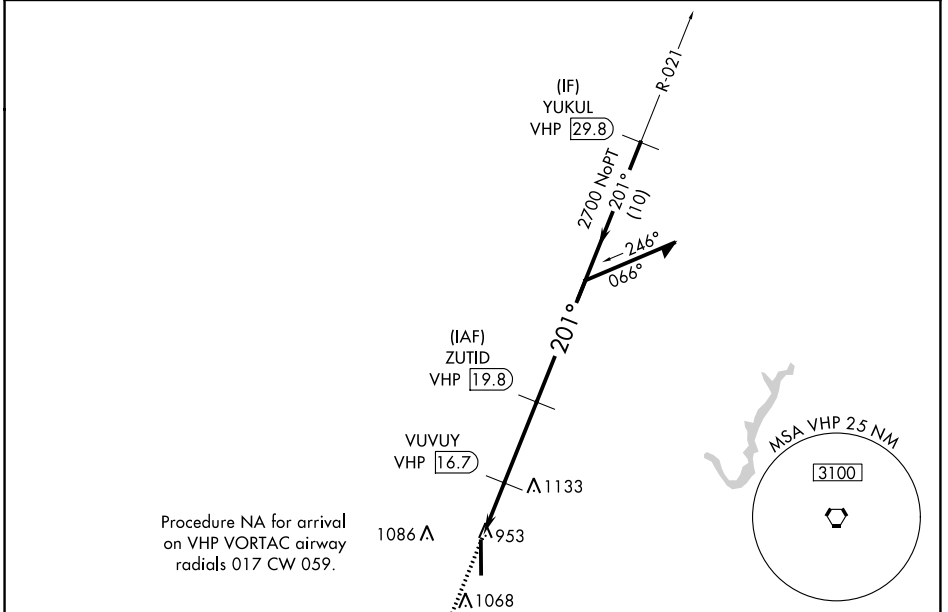 R-021
(IF)
YUKUL
VHP 29.8
2700 NoPT
201°
(10)
246°
066°
201°
(IAF)
ZUTID
VHP 19.8
VUVUY
VHP 16.7
1133
MSA VHP 25 NM
3100
Procedure NA for arrival
on VHP VORTAC airway
radials 017 CW 059.
1086
953
1068